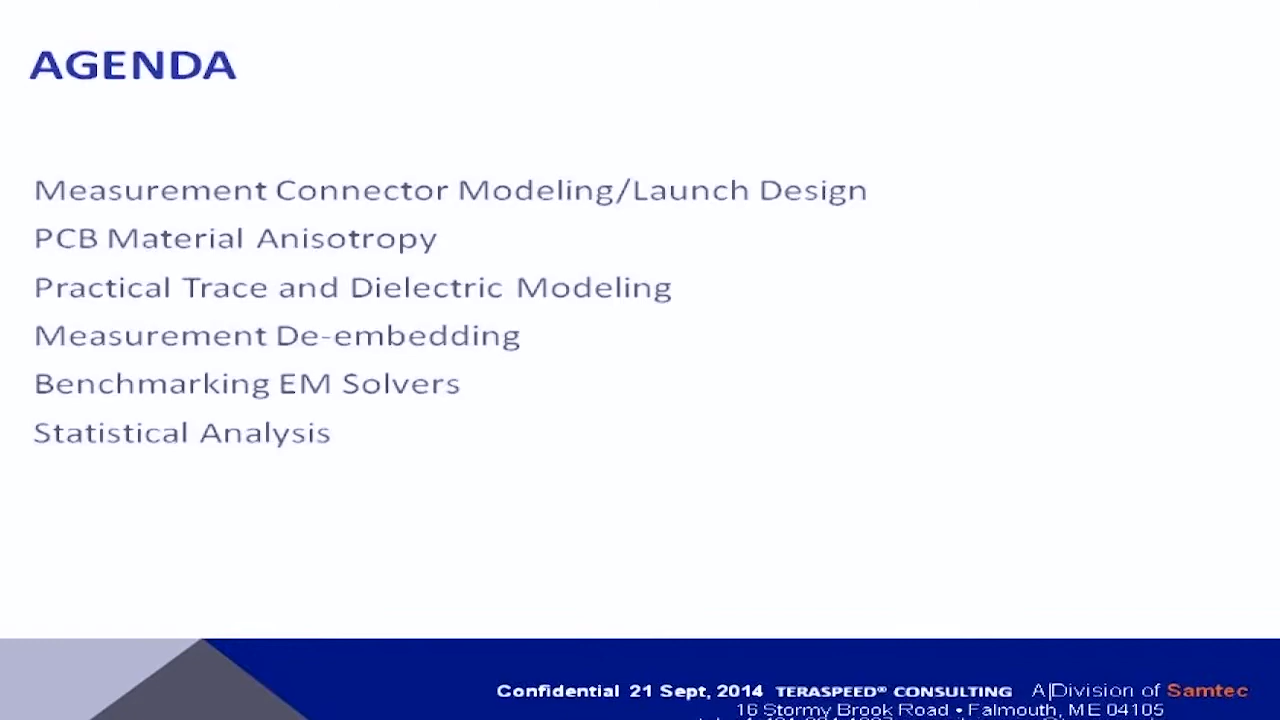 AGENDA
Measurement Connector Modeling/Launch Design
PCB Material Anisotropy
Practical Trace and Dielectric Modeling
Measurement De-embedding
Benchmarking EM Solvers
Statistical Analysis
Confidential 21 Sept, 2014 TERASPEED® CONSULTING A Division of Samtec
16 Stormy Brook Road • Falmouth, ME 04105